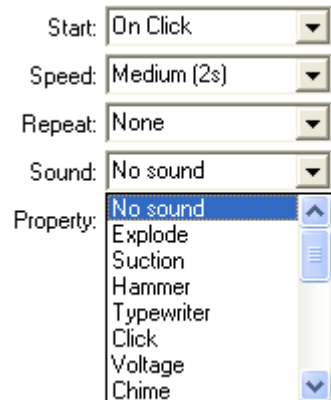 Start: On Click
Speed: Medium (2s)
Repeat: None
Sound: No sound
Property: No sound
Explode
Suction
Hammer
Typewriter
Click
Voltage
Chime